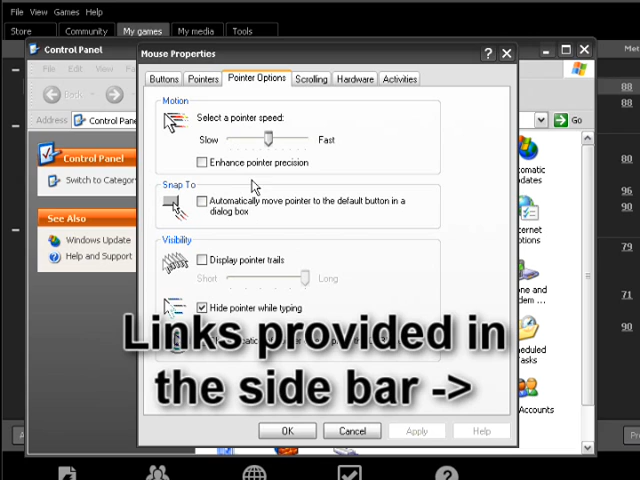 File View Games Help
Store Community My games My media Tools
Control Panel
File Edit View
Back
Address Control Pane
Go
Met
Mouse Properties
Buttons Pointers Pointer Options Scrolling Hardware Activities
Motion
Select a pointer speed:
Slow Fast
Enhance pointer precision
Snap To
Automatically move pointer to the default button in a
dialog box
Visibility
Display pointer trails
Short Long
Hide pointer while typing
Links provided in
the side bar ->
OK Cancel Apply Help
Control Panel
Switch to Categor
See Also
Windows Update
Help and Support
omatic
dates
ernet
tions
one and
dem ...
eduled
asks
Accounts
88
80
96
90
79
71
90